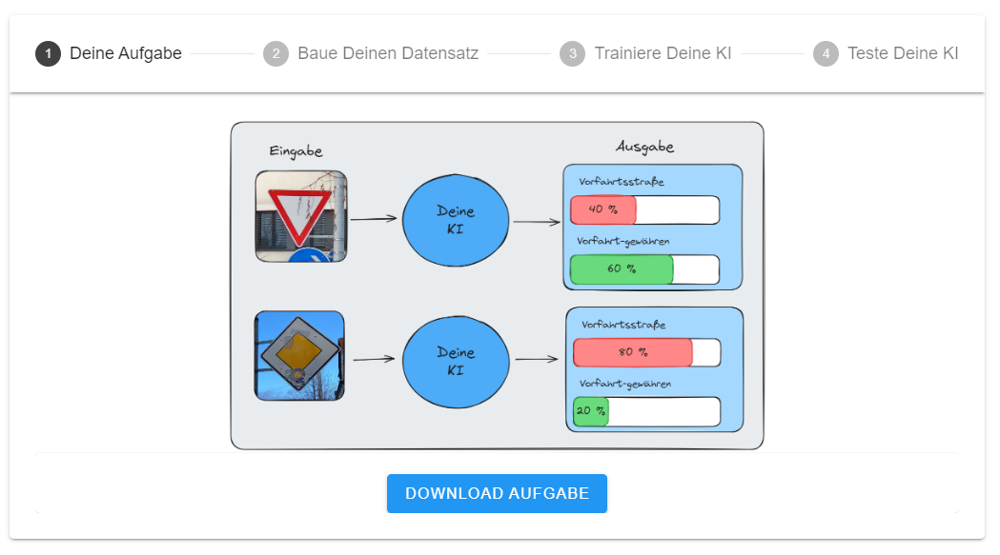 1 Deine Aufgabe
2 Baue Deinen Datensatz
3 Trainiere Deine KI
4 Teste Deine KI
Eingabe
Ausgabe
Deine
KI
Vorfahrtsstraße
40 %
Vorfahrt-gewähren
60 %
Deine
KI
Vorfahrtsstraße
80 %
Vorfahrt-gewähren
20 %
DOWNLOAD AUFGABE